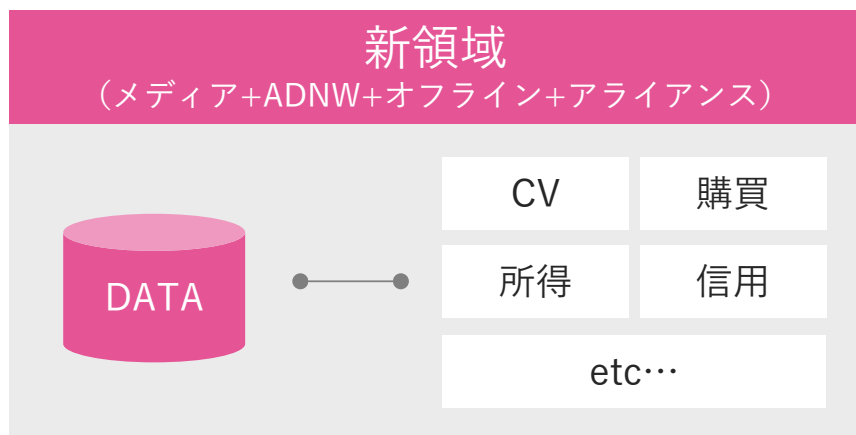 新領域
（メディア+ADNW+オフライン+アライアンス）
DATA
CV
購買
所得
信用
etc…